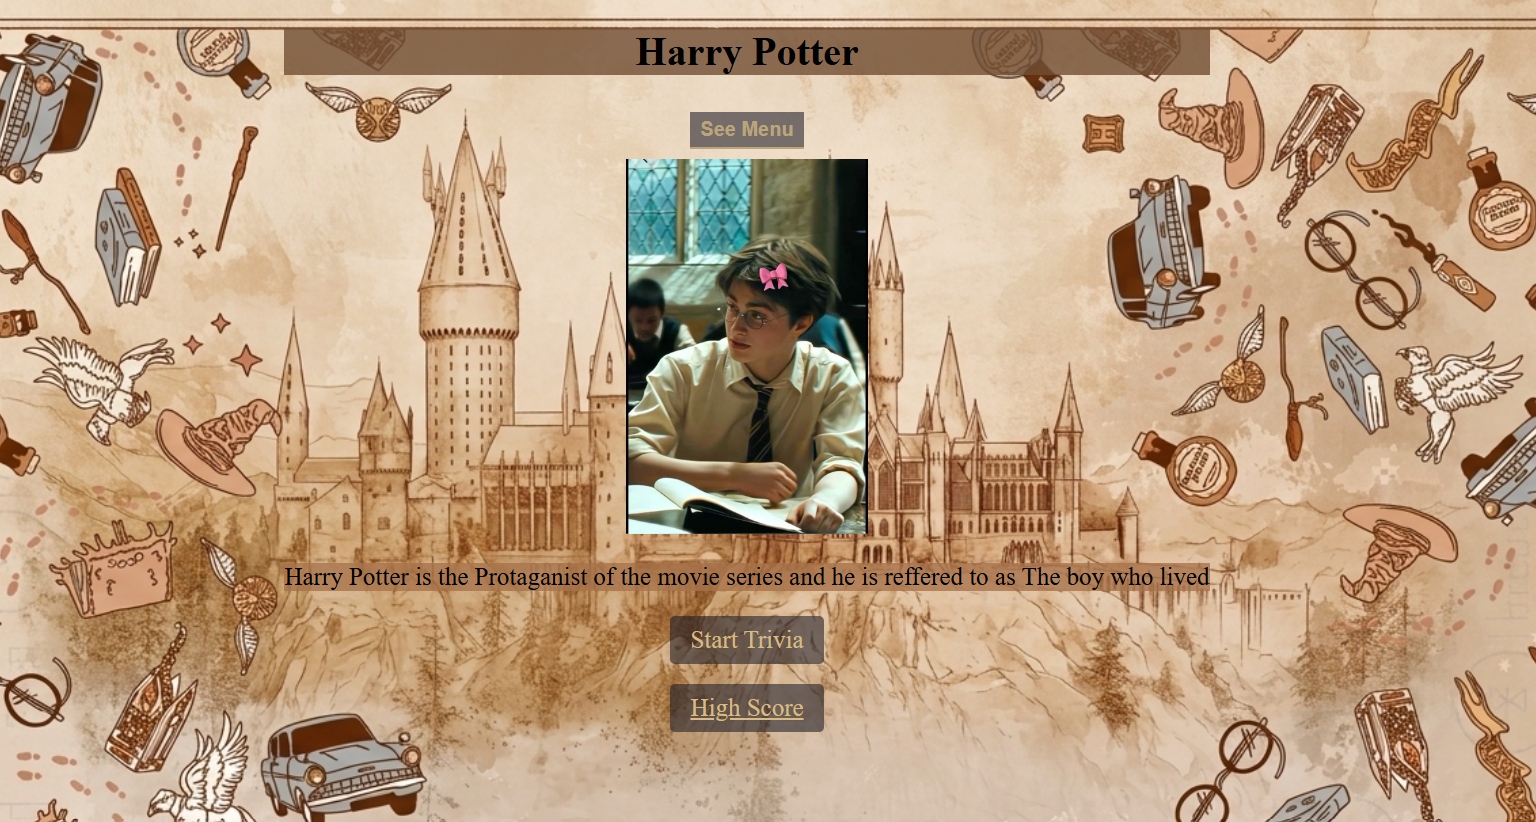 Harry Potter
See Menu
Harry Potter is the Protaganist of the movie series and he is reffered to as The boy who lived
Start Trivia
High Score